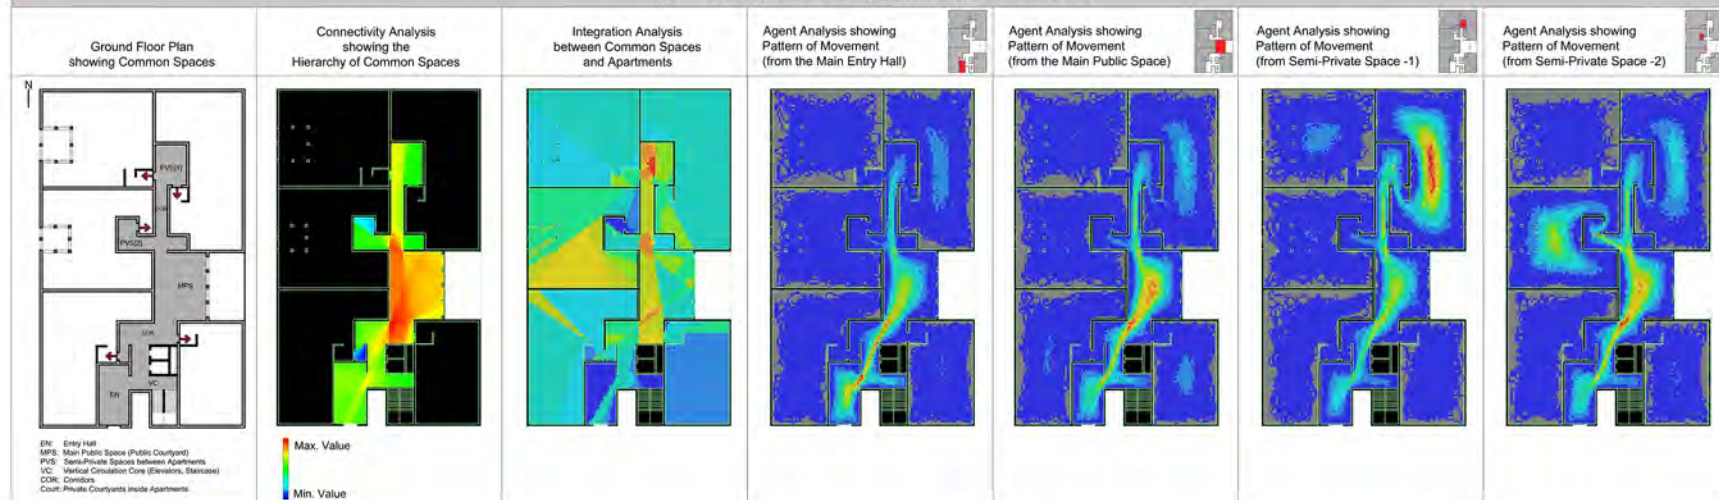 Ground Floor Plan
showing Common Spaces
Connectivity Analysis
showing the
Hierarchy of Common Spaces
Integration Analysis
between Common Spaces
and Apartments
Agent Analysis showing
Pattern of Movement
(from the Main Entry Hall)
Agent Analysis showing
Pattern of Movement
(from the Main Public Space)
Agent Analysis showing
Pattern of Movement
(from Semi-Private Space -1)
Agent Analysis showing
Pattern of Movement
(from Semi-Private Space -2)
N
PVS(1)
COR
PVS(2)
MPS
COR
VC
EN
EN: Entry Hall
MPS: Main Public Space (Public Courtyard)
PVS: Semi-Private Spaces between Apartments
VC: Vertical Circulation Core (Elevators, Staircase)
COR: Corridors
Court: Private Courtyards inside Apartments
Max. Value
Min. Value